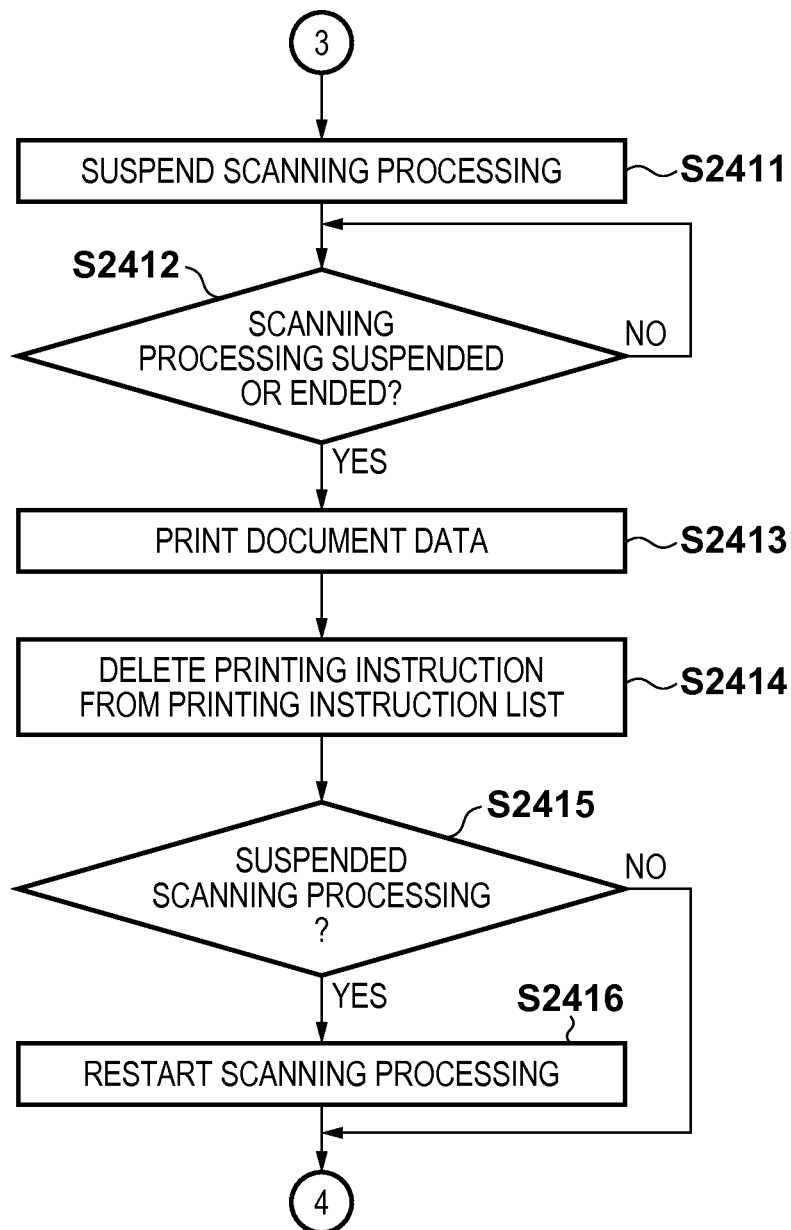 3
SUSPEND SCANNING PROCESSING
S2411
S2412
SCANNING
PROCESSING SUSPENDED
OR ENDED?
NO
YES
PRINT DOCUMENT DATA
S2413
DELETE PRINTING INSTRUCTION
FROM PRINTING INSTRUCTION LIST
S2414
S2415
SUSPENDED
SCANNING PROCESSING
?
NO
YES
S2416
RESTART SCANNING PROCESSING
4